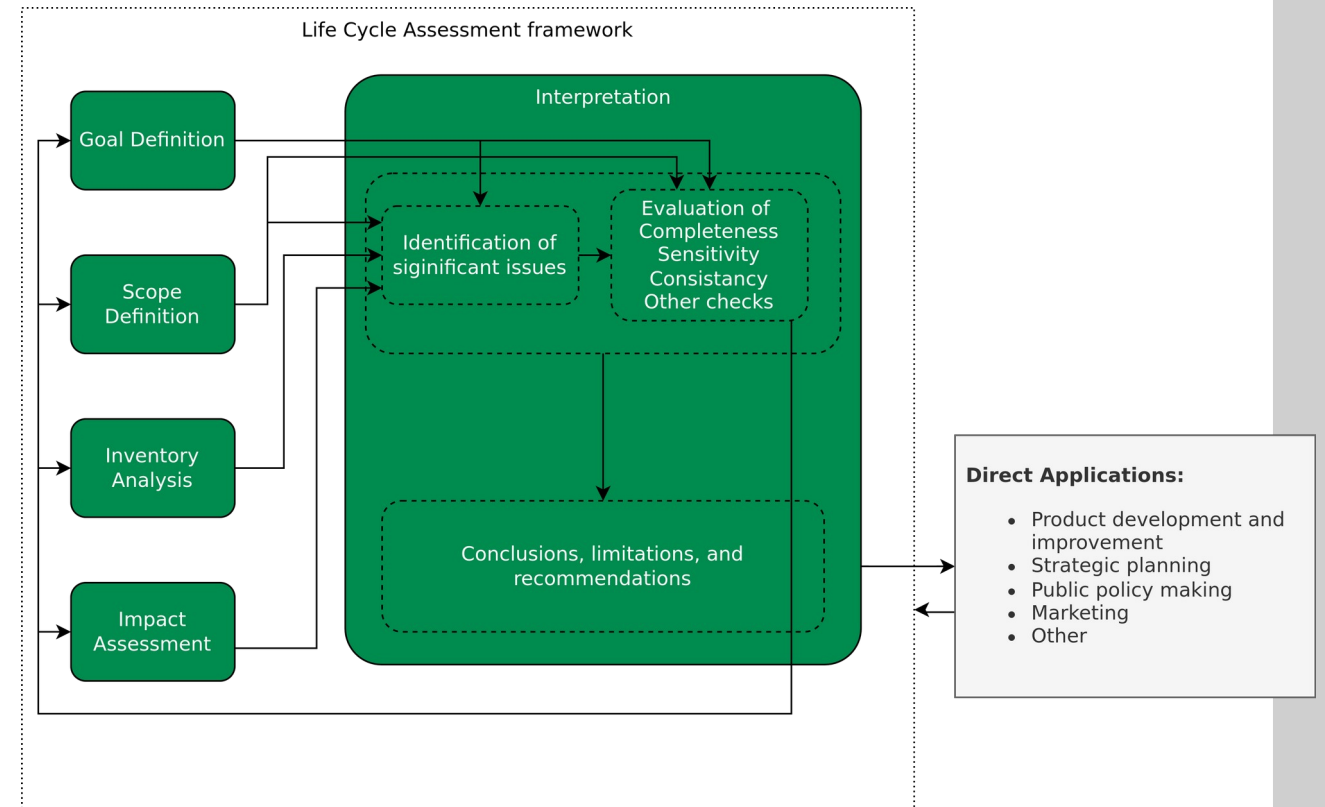 Life Cycle Assessment framework
Interpretation
Goal Definition
Scope
Definition
Inventory
Analysis
Impact
Assessment
Identification of
siginificant issues
Evaluation of
Completeness
Sensitivity
Consistancy
Other checks
Conclusions, limitations, and
recommendations
Direct Applications:
• Product development and
improvement
• Strategic planning
• Public policy making
• Marketing
• Other